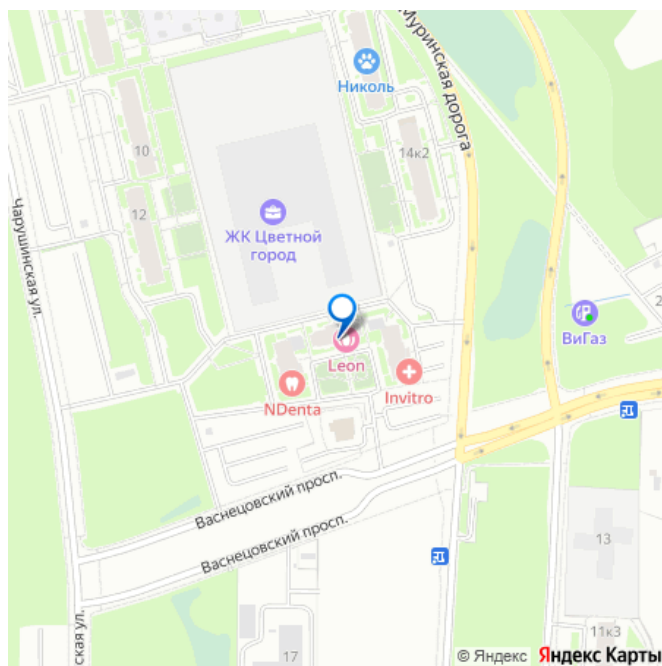 Муринская дорога
Николь
10
14к2
12
ЖК Цветной
город
Чарушинская ул.
2
ВиГаз
Leon
NDenta
Invitro
Васнецовский просп.
Васнецовский просп.
13
11к3
17
ская ул.
© Яндекс Яндекс Карты